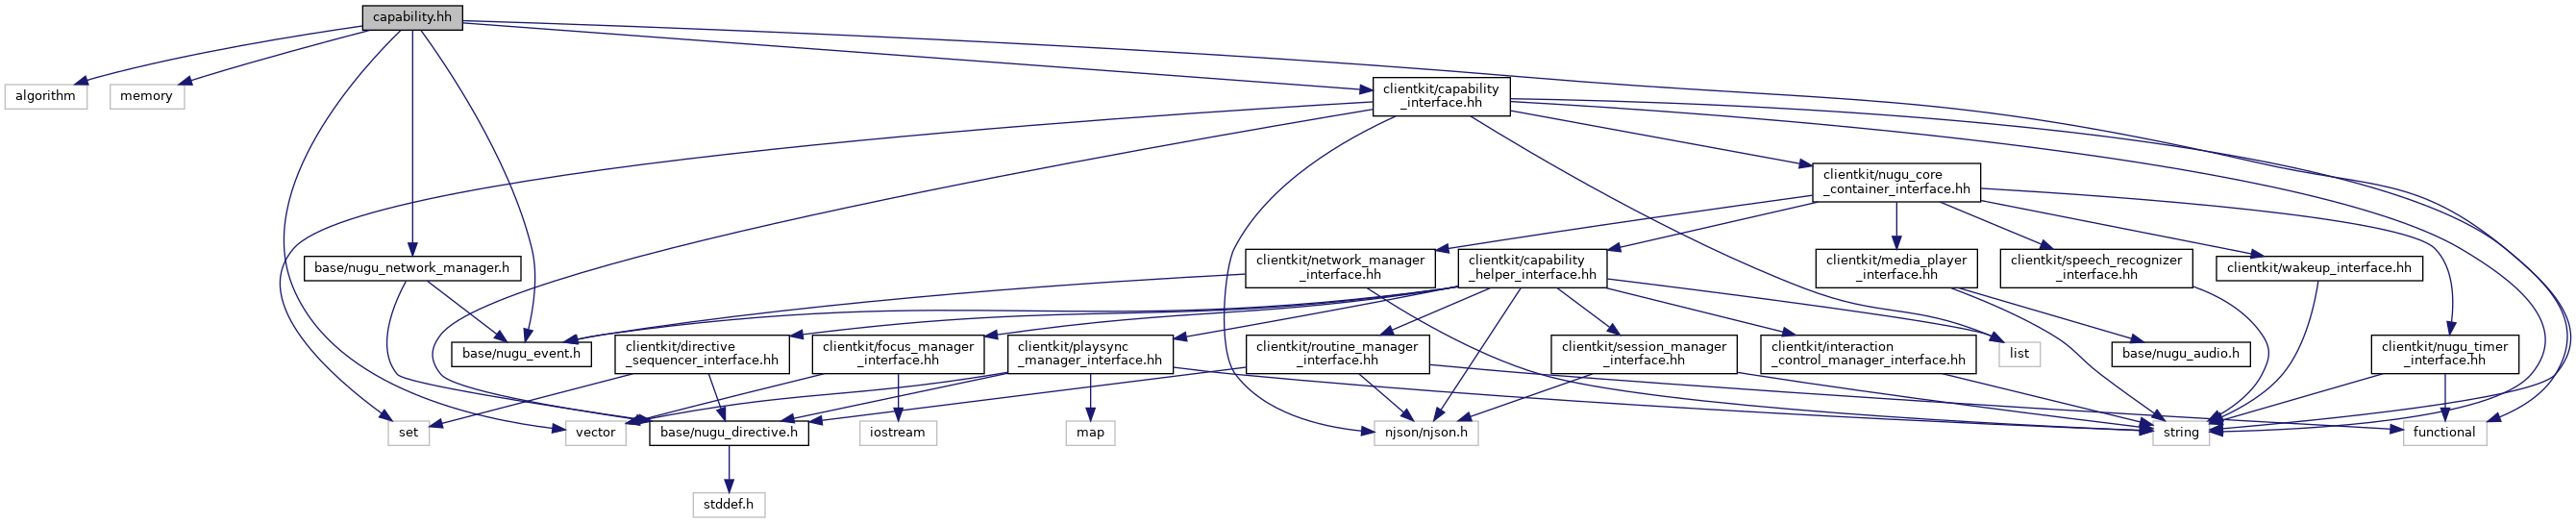 capability.hh
algorithm
memory
clientkit/capability
_interface.hh
clientkit/nugu_core
_container_interface.hh
base/nugu_network_manager.h
clientkit/network_manager
_interface.hh
clientkit/capability
_helper_interface.hh
clientkit/media_player
_interface.hh
clientkit/speech_recognizer
_interface.hh
clientkit/wakeup_interface.hh
base/nugu_event.h
clientkit/directive
_sequencer_interface.hh
clientkit/focus_manager
_interface.hh
clientkit/playsync
_manager_interface.hh
clientkit/routine_manager
_interface.hh
clientkit/session_manager
_interface.hh
clientkit/interaction
_control_manager_interface.hh
list
base/nugu_audio.h
clientkit/nugu_timer
_interface.hh
set
vector
base/nugu_directive.h
iostream
map
njson/njson.h
string
functional
stddef.h